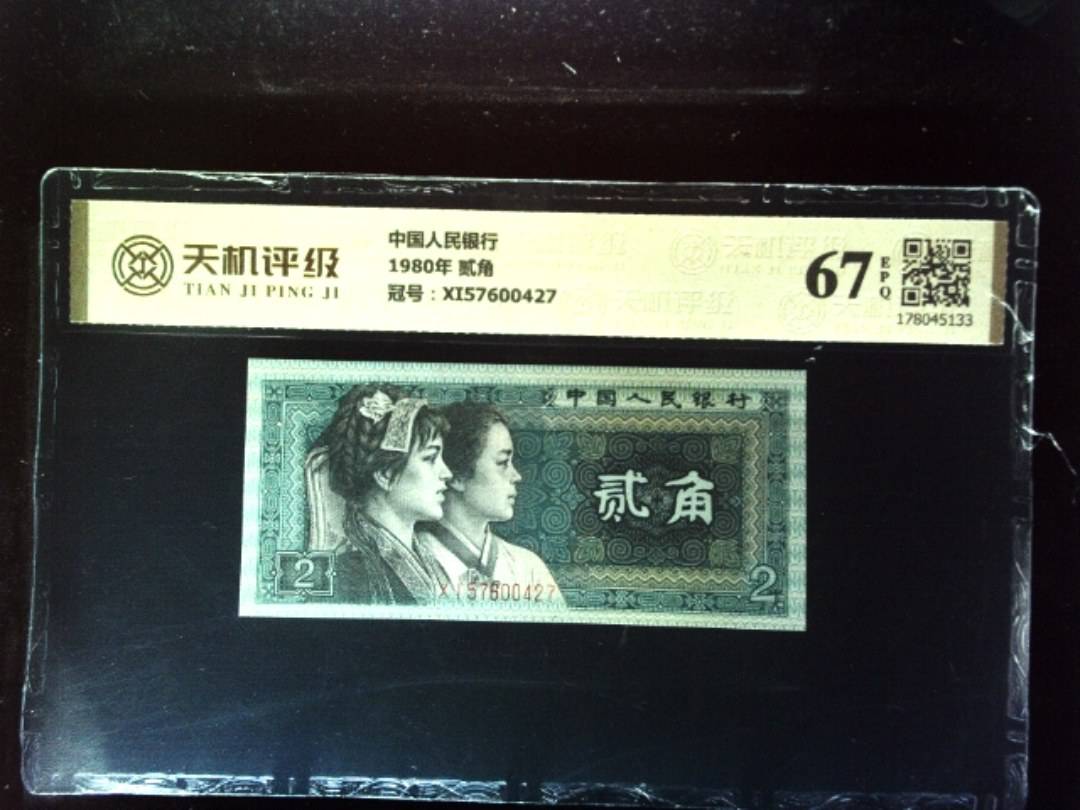 天机评级
TIAN JI PING JI
中国人民银行
1980年 贰角
冠号：XI57600427
67
EPQ
178045133
中国人民银行
贰角
2
XI57600427
2